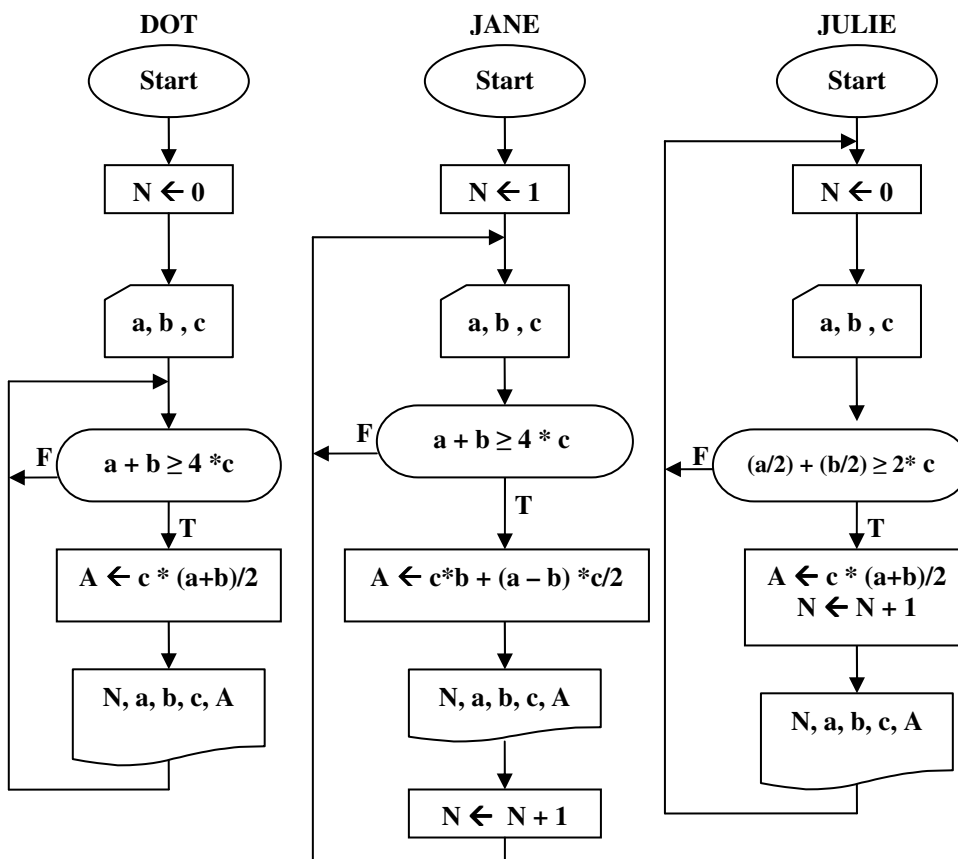 DOT
Start
N ← 0
a, b , c
a + b ≥ 4 *c
F
T
A ← c * (a+b)/2
N, a, b, c, A
JANE
Start
N ← 1
a, b , c
a + b ≥ 4 * c
F
T
A ← c*b + (a – b) *c/2
N, a, b, c, A
N ← N + 1
JULIE
Start
N ← 0
a, b , c
(a/2) + (b/2) ≥ 2* c
F
T
A ← c * (a+b)/2
N ← N + 1
N, a, b, c, A